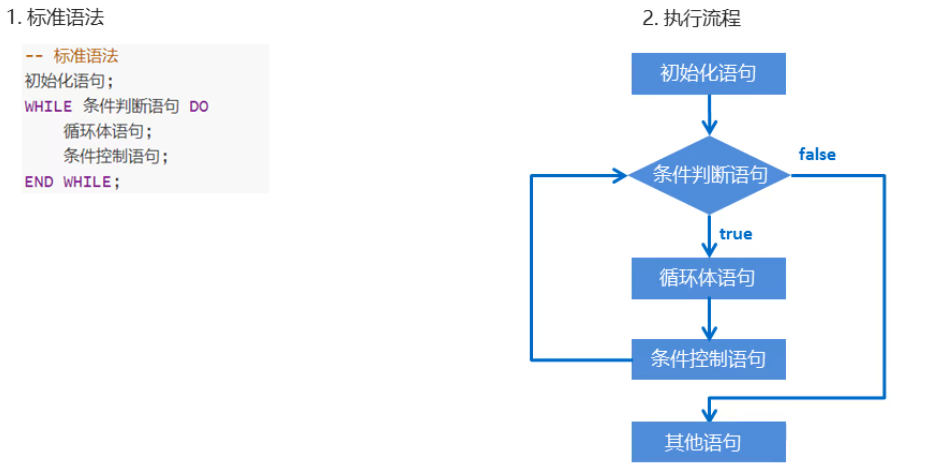 1. 标准语法
-- 标准语法
初始化语句;
WHILE 条件判断语句 DO
循环体语句;
条件控制语句;
END WHILE;
2. 执行流程
初始化语句
条件判断语句
false
true
循环体语句
条件控制语句
其他语句